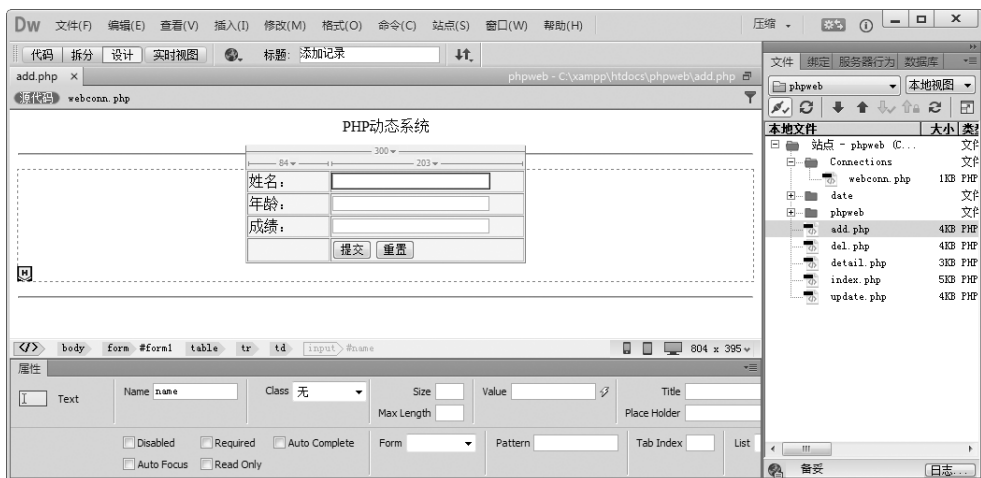 Dw 文件(F) 编辑(E) 查看(V) 插入(I) 修改(M) 格式(O) 命令(C) 站点(S) 窗口(W) 帮助(H) 压缩
代码 拆分 设计 实时视图 标题: 添加记录
add.php × phpweb - C:\xampp\htdocs\phpweb\add.php
源代码 webconn.php
PHP动态系统
300
84 203
姓名：
年龄：
成绩：
提交 重置
</> body form #form1 table tr td input #name 804 x 395
属性
Text Name name Class 无 Size Value Title
Max Length Place Holder
Disabled Required Auto Complete Form Pattern Tab Index List
Auto Focus Read Only
文件 绑定 服务器行为 数据库
phpweb 本地视图
本地文件 大小 类型
站点 - phpweb (C... 文件
Connections 文件
webconn.php 1KB PHP
date 文件
phpweb 文件
add.php 4KB PHP
del.php 4KB PHP
detail.php 3KB PHP
index.php 5KB PHP
update.php 4KB PHP
备妥 日志...